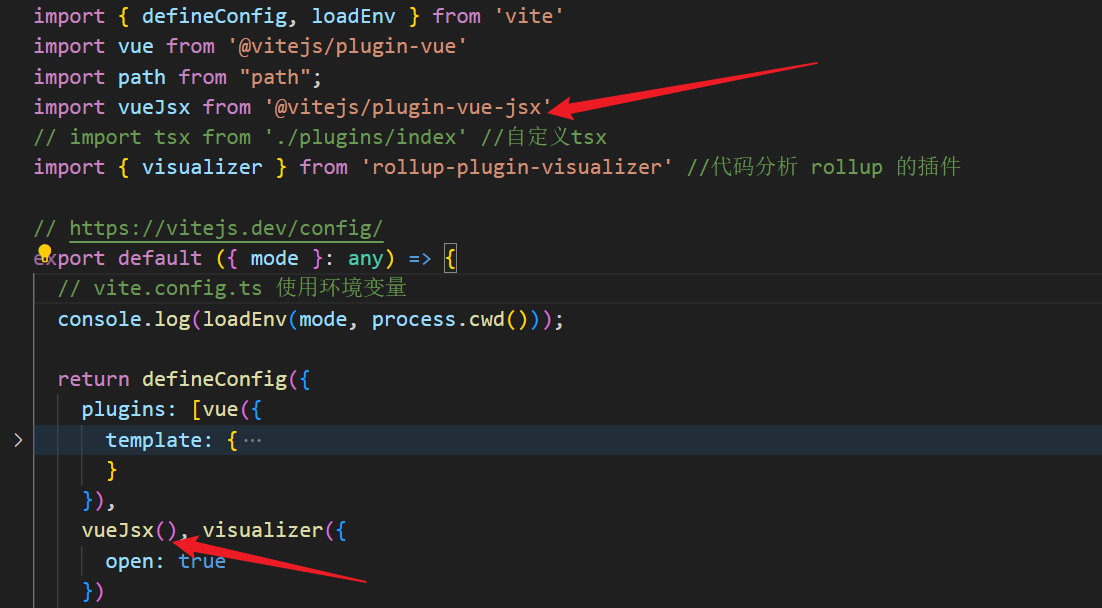 import { defineConfig, loadEnv } from 'vite'
import vue from '@vitejs/plugin-vue'
import path from "path";
import vueJsx from '@vitejs/plugin-vue-jsx'
// import tsx from './plugins/index' //自定义tsx
import { visualizer } from 'rollup-plugin-visualizer' //代码分析 rollup 的插件
// https://vitejs.dev/config/
export default ({ mode }: any) => {
// vite.config.ts 使用环境变量
console.log(loadEnv(mode, process.cwd()));
return defineConfig({
plugins: [vue({
template: {···
}
}),
vueJsx(), visualizer({
open: true
})